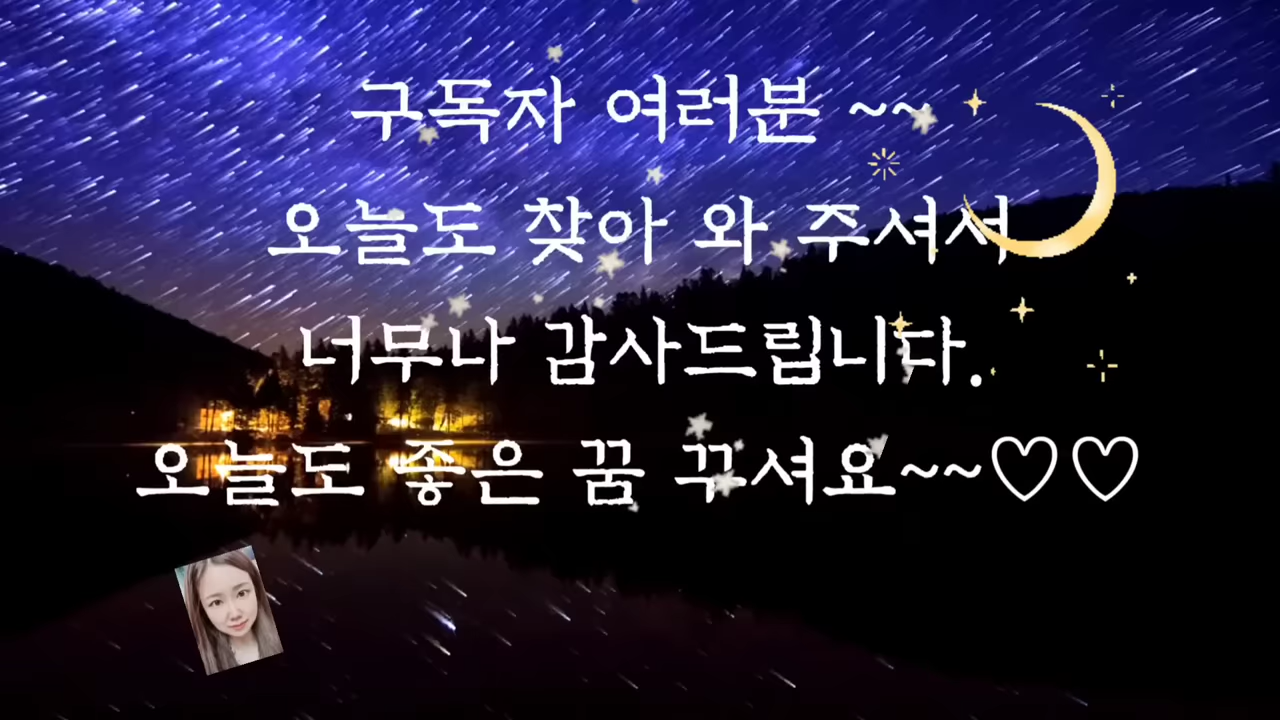 구독자 여러분 ~~
오늘도 찾아 와 주셔셔
너무나 감사드립니다.
오늘도 좋은 꿈 꾸셔요~~♡♡